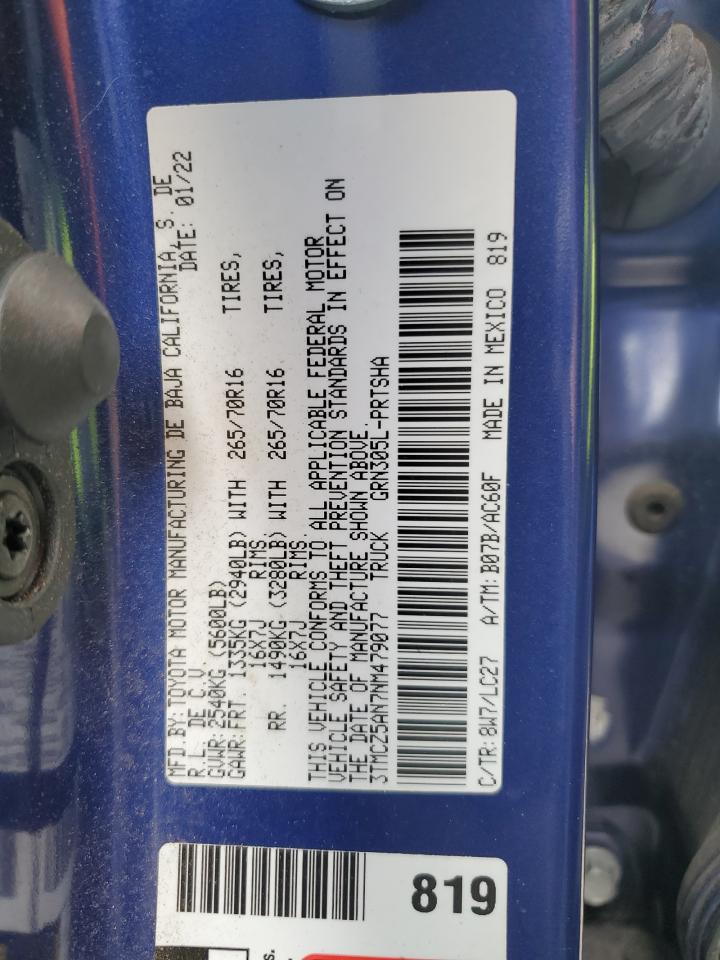 MFD.BY:TOYOTA MOTOR MANUFACTURING DE BAJA CALIFORNIA, S. DE
R.L. DE C.V. DATE: 01/22
GVWR:2540KG (5600LB)
GAWR:FRT. 1335KG (2940LB) WITH 265/70R16 TIRES,
16X7J RIMS,
RR. 1490KG (3280LB) WITH 265/70R16 TIRES,
16X7J RIMS.
THIS VEHICLE CONFORMS TO ALL APPLICABLE FEDERAL MOTOR
VEHICLE SAFETY AND THEFT PREVENTION STANDARDS IN EFFECT ON
THE DATE OF MANUFACTURE SHOWN ABOVE.
3TMCZ5AN7NM479077 TRUCK GRN305L-PRTSHA
C/TR:8W7/LC27 A/TM:B07B/AC60F MADE IN MEXICO 819
819